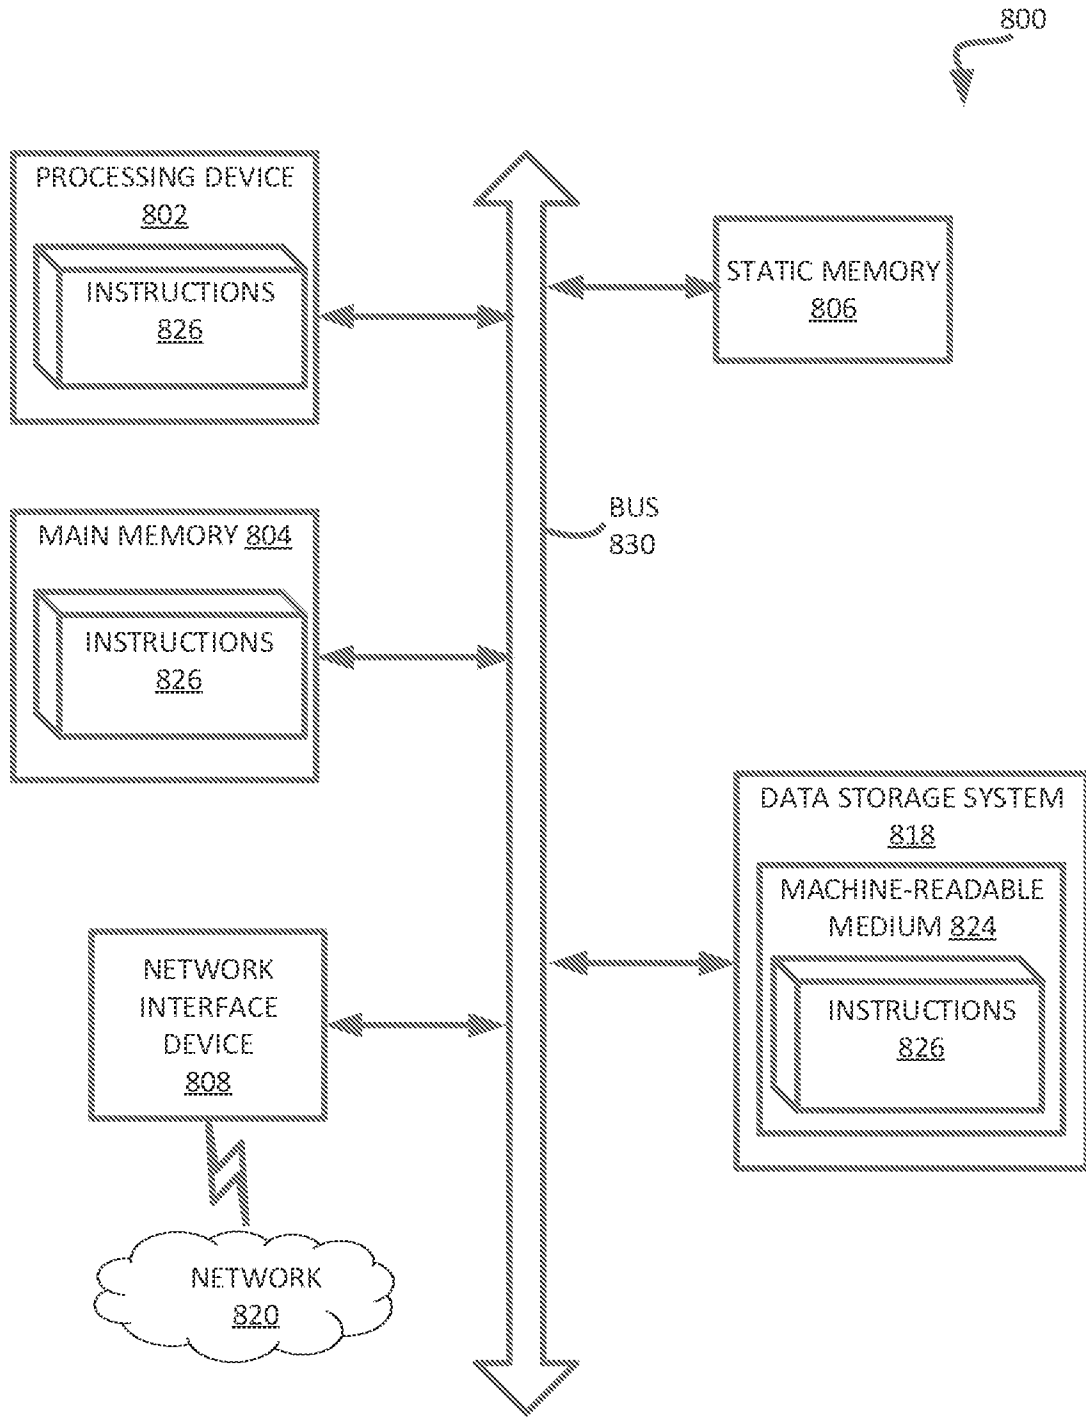 800
PROCESSING DEVICE
802
INSTRUCTIONS
826
STATIC MEMORY
806
BUS
830
MAIN MEMORY 804
INSTRUCTIONS
826
DATA STORAGE SYSTEM
818
MACHINE-READABLE
MEDIUM 824
INSTRUCTIONS
826
NETWORK
INTERFACE
DEVICE
808
NETWORK
820